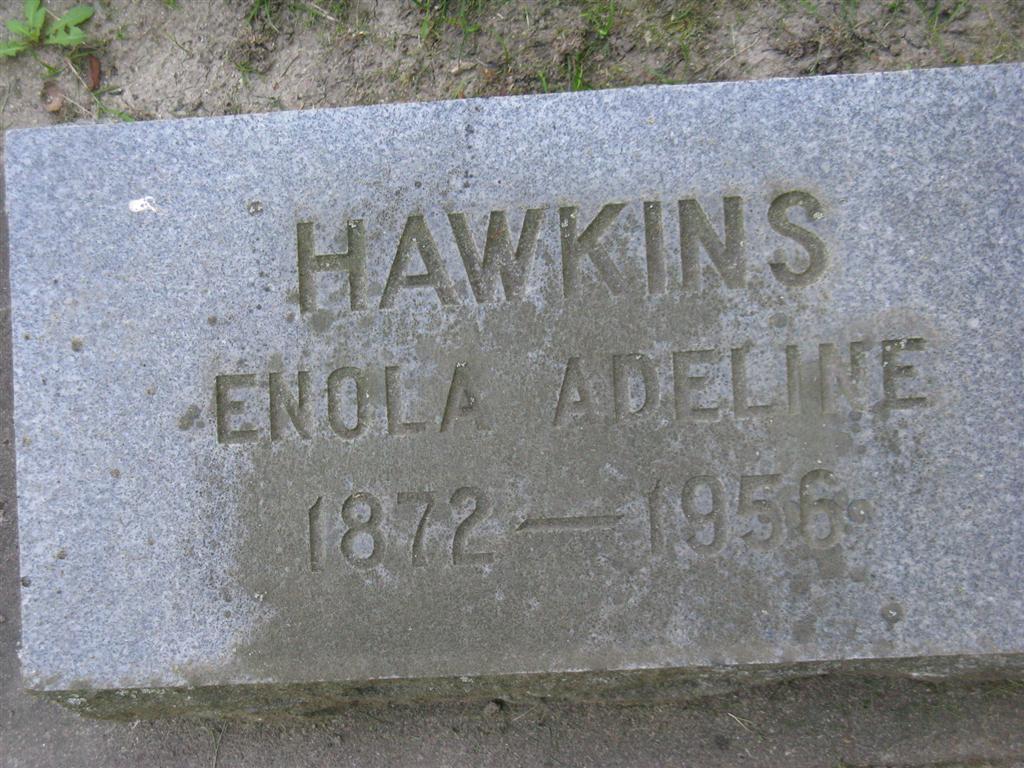 HAWKINS
ENOLA ADELINE
1872 — 1956